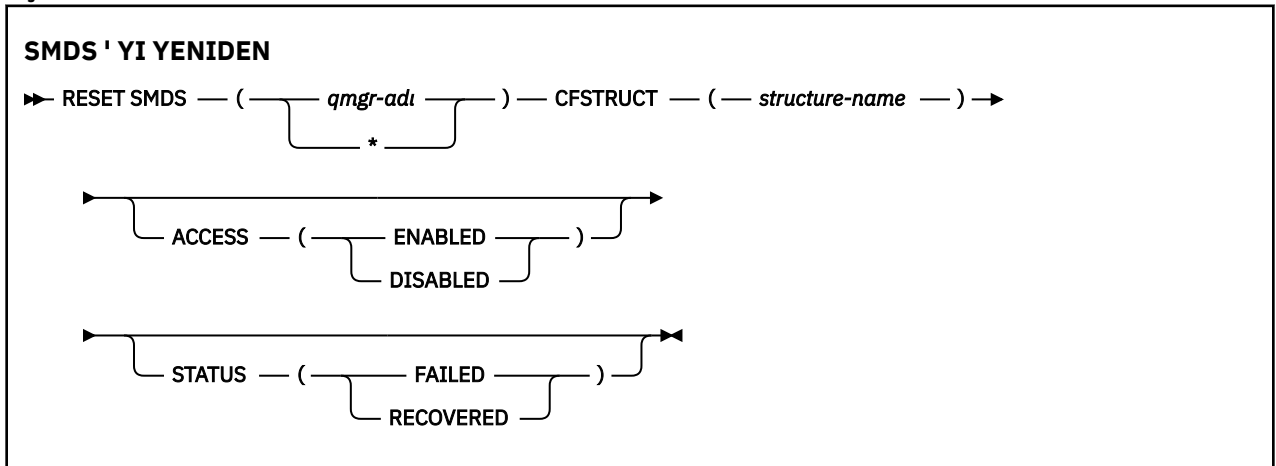 SMDS ' YI YENIDEN
RESET SMDS ( qmgr-adı ) CFSTRUCT ( structure-name )
*
ACCESS ( ENABLED )
DISABLED
STATUS ( FAILED )
RECOVERED